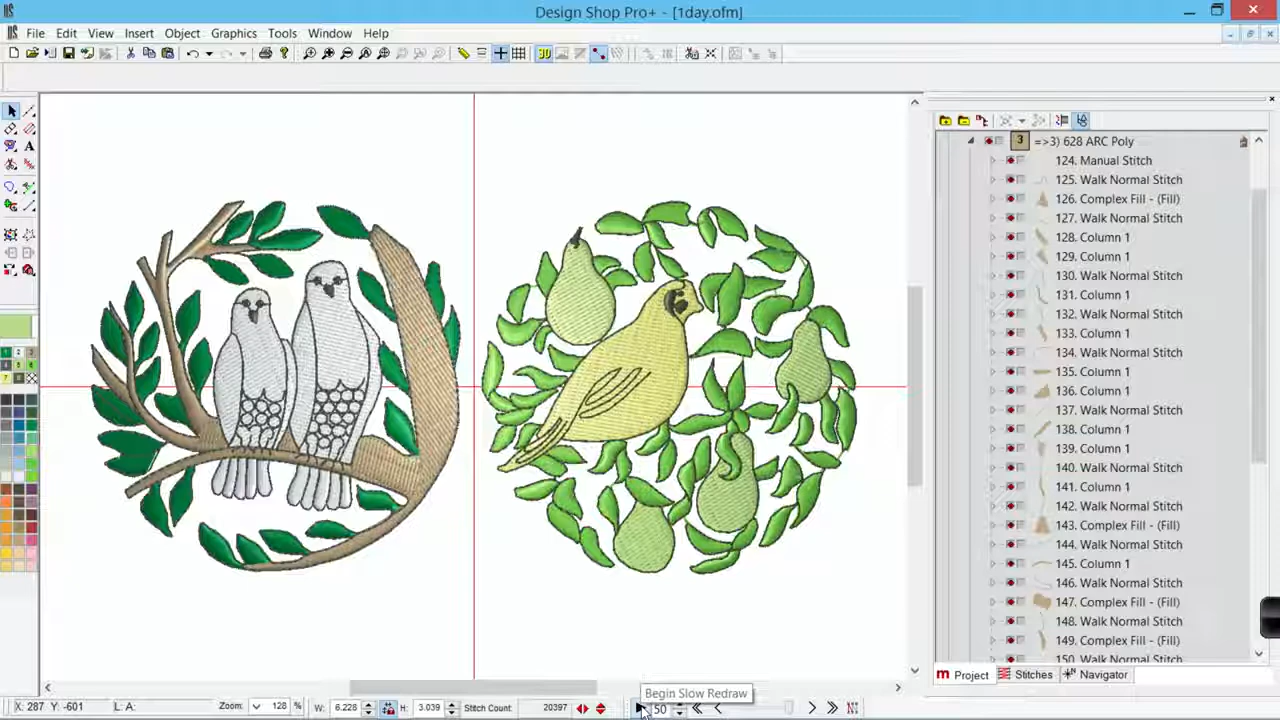 Design Shop Pro+ - [1day.ofm]
File Edit View Insert Object Graphics Tools Window Help
3D
3 =>3) 628 ARC Poly
124. Manual Stitch
125. Walk Normal Stitch
126. Complex Fill - (Fill)
127. Walk Normal Stitch
128. Column 1
129. Column 1
130. Walk Normal Stitch
131. Column 1
132. Walk Normal Stitch
133. Column 1
134. Walk Normal Stitch
135. Column 1
136. Column 1
137. Walk Normal Stitch
138. Column 1
139. Column 1
140. Walk Normal Stitch
141. Column 1
142. Walk Normal Stitch
143. Complex Fill - (Fill)
144. Walk Normal Stitch
145. Column 1
146. Walk Normal Stitch
147. Complex Fill - (Fill)
148. Walk Normal Stitch
149. Complex Fill - (Fill)
150. Walk Normal Stitch
Project Stitches Navigator
Begin Slow Redraw
X: 287 Y: -601 L: A: Zoom: 128 % W: 6.228 H: 3.039 Stitch Count: 20397 50